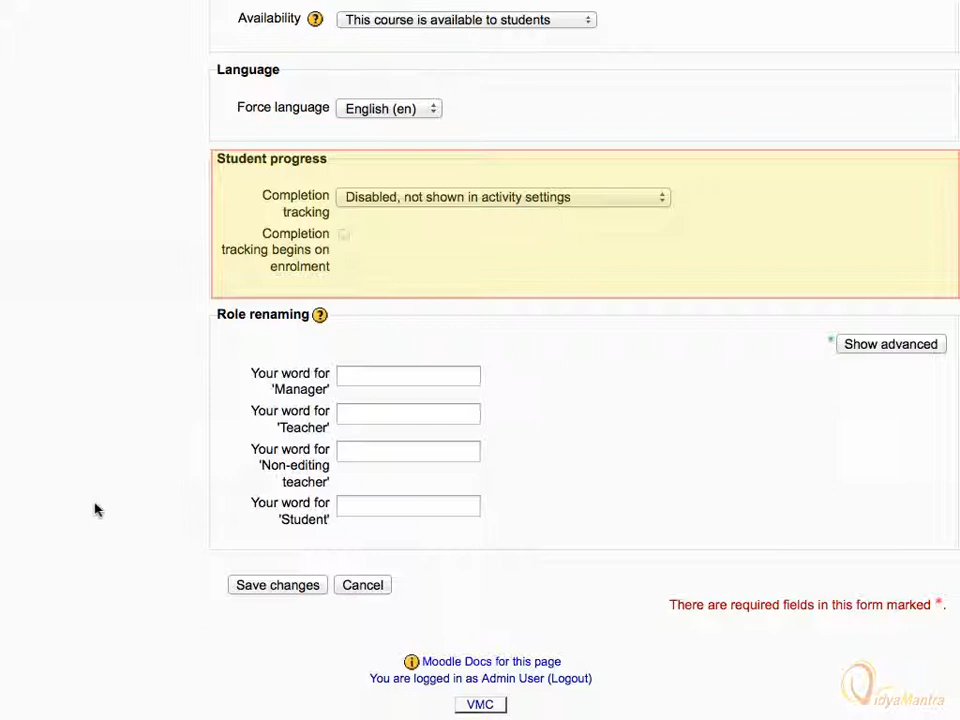 Availability ? This course is available to students
Language
Force language English (en)
Student progress
Completion tracking Disabled, not shown in activity settings
Completion
tracking begins on
enrolment
Role renaming ?
* Show advanced
Your word for
'Manager'
Your word for
'Teacher'
Your word for
'Non-editing
teacher'
Your word for
'Student'
Save changes Cancel
There are required fields in this form marked *.
i Moodle Docs for this page
You are logged in as Admin User (Logout)
VMC
VidyaMantra